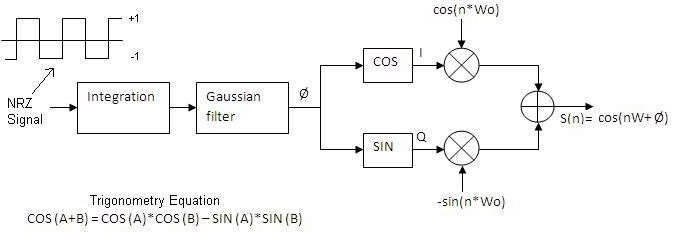 cos(n*Wo)
+1
-1
NRZ
Signal
Integration
Gaussian
filter
Ø
COS
I
SIN
Q
S(n)= cos(nW+Ø)
-sin(n*Wo)
Trigonometry Equation
COS (A+B) = COS (A)*COS (B) – SIN (A)*SIN (B)